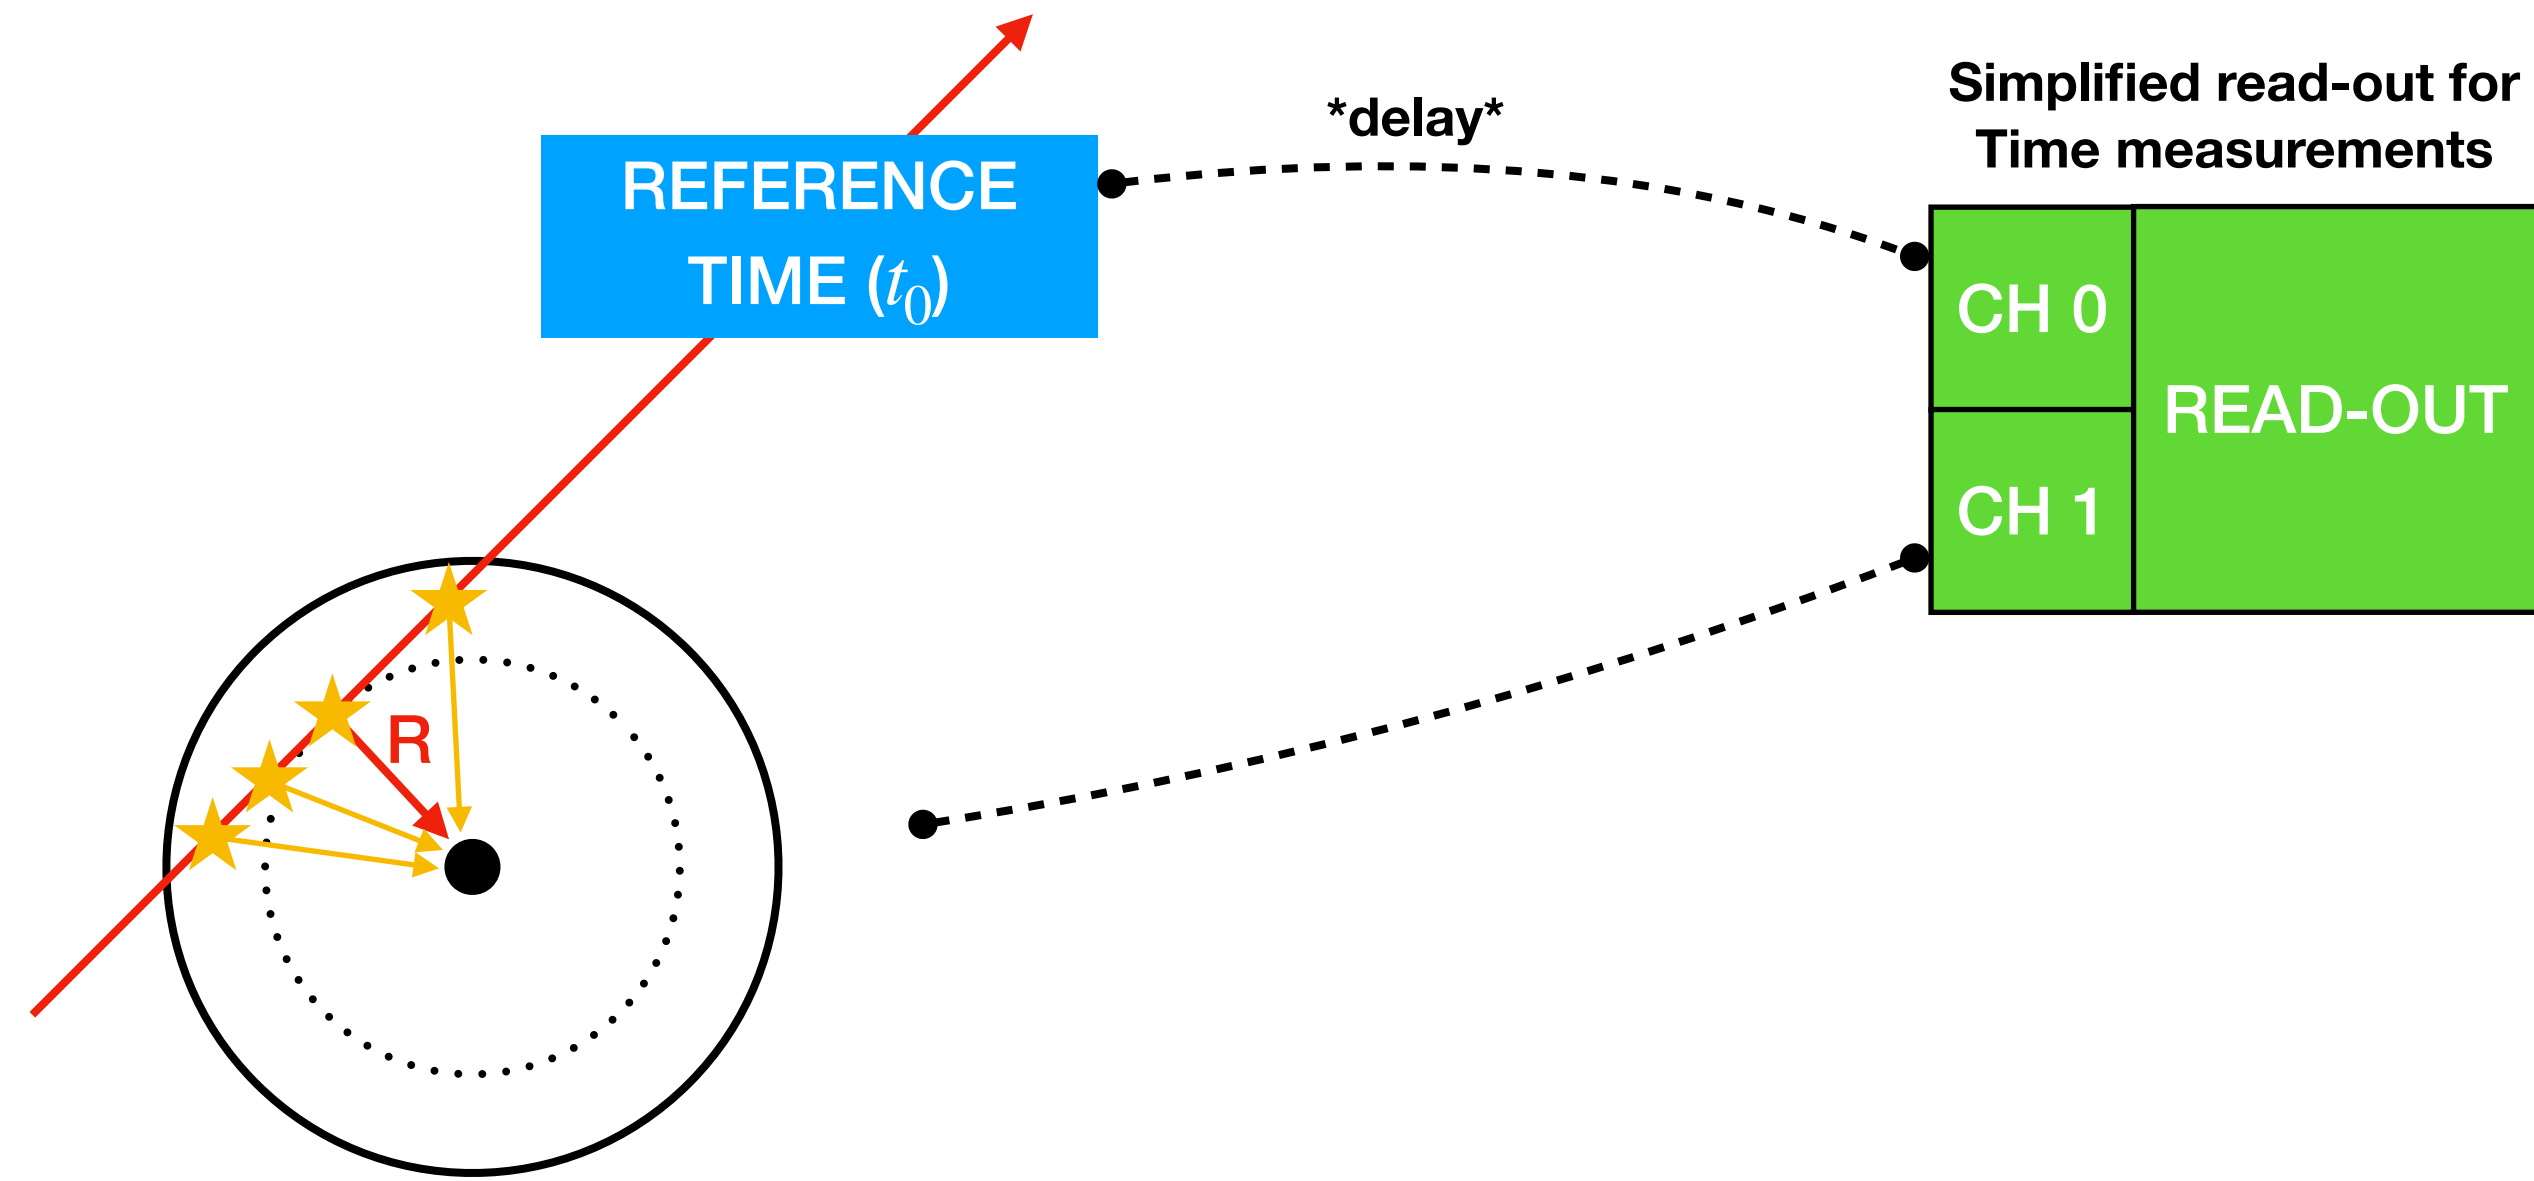 *delay*
Simplified read-out for
Time measurements
REFERENCE
TIME (t₀)
CH 0
READ-OUT
CH 1
R